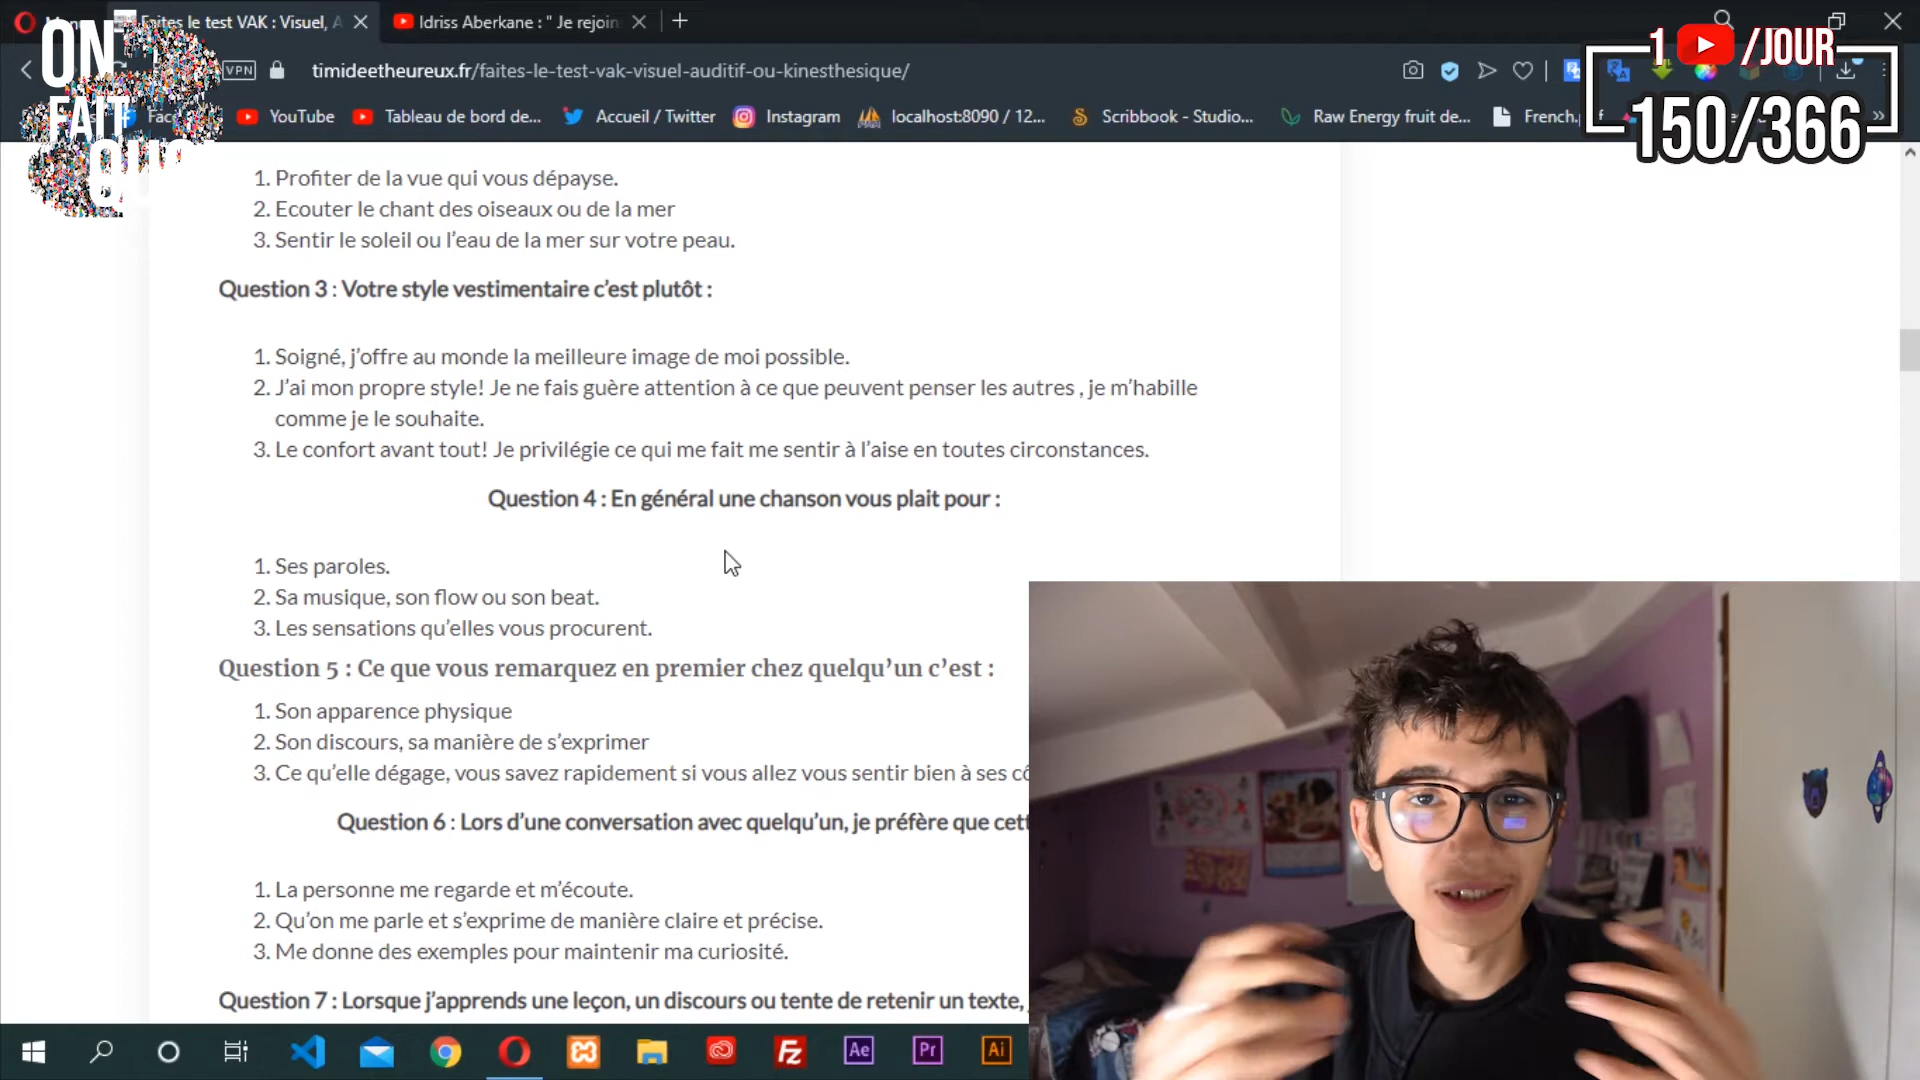 Faites le test VAK : Visuel, A
Idriss Aberkane : " Je rejoin
ON
FAIT
QUOI
1 /JOUR
150/366
VPN
timideetheureux.fr/faites-le-test-vak-visuel-auditif-ou-kinesthesique/
YouTube
Tableau de bord de...
Accueil / Twitter
Instagram
localhost:8090 / 12...
Scribbook - Studio...
Raw Energy fruit de...
French.
»
1. Profiter de la vue qui vous dépayse.
2. Ecouter le chant des oiseaux ou de la mer
3. Sentir le soleil ou l’eau de la mer sur votre peau.
Question 3 : Votre style vestimentaire c’est plutôt :
1. Soigné, j’offre au monde la meilleure image de moi possible.
2. J’ai mon propre style! Je ne fais guère attention à ce que peuvent penser les autres , je m’habille
comme je le souhaite.
3. Le confort avant tout! Je privilégie ce qui me fait me sentir à l’aise en toutes circonstances.
Question 4 : En général une chanson vous plait pour :
1. Ses paroles.
2. Sa musique, son flow ou son beat.
3. Les sensations qu’elles vous procurent.
Question 5 : Ce que vous remarquez en premier chez quelqu’un c’est :
1. Son apparence physique
2. Son discours, sa manière de s’exprimer
3. Ce qu’elle dégage, vous savez rapidement si vous allez vous sentir bien à ses cô
Question 6 : Lors d’une conversation avec quelqu’un, je préfère que cett
1. La personne me regarde et m’écoute.
2. Qu’on me parle et s’exprime de manière claire et précise.
3. Me donne des exemples pour maintenir ma curiosité.
Question 7 : Lorsque j’apprends une leçon, un discours ou tente de retenir un texte,
Fz
Ae
Pr
Ai